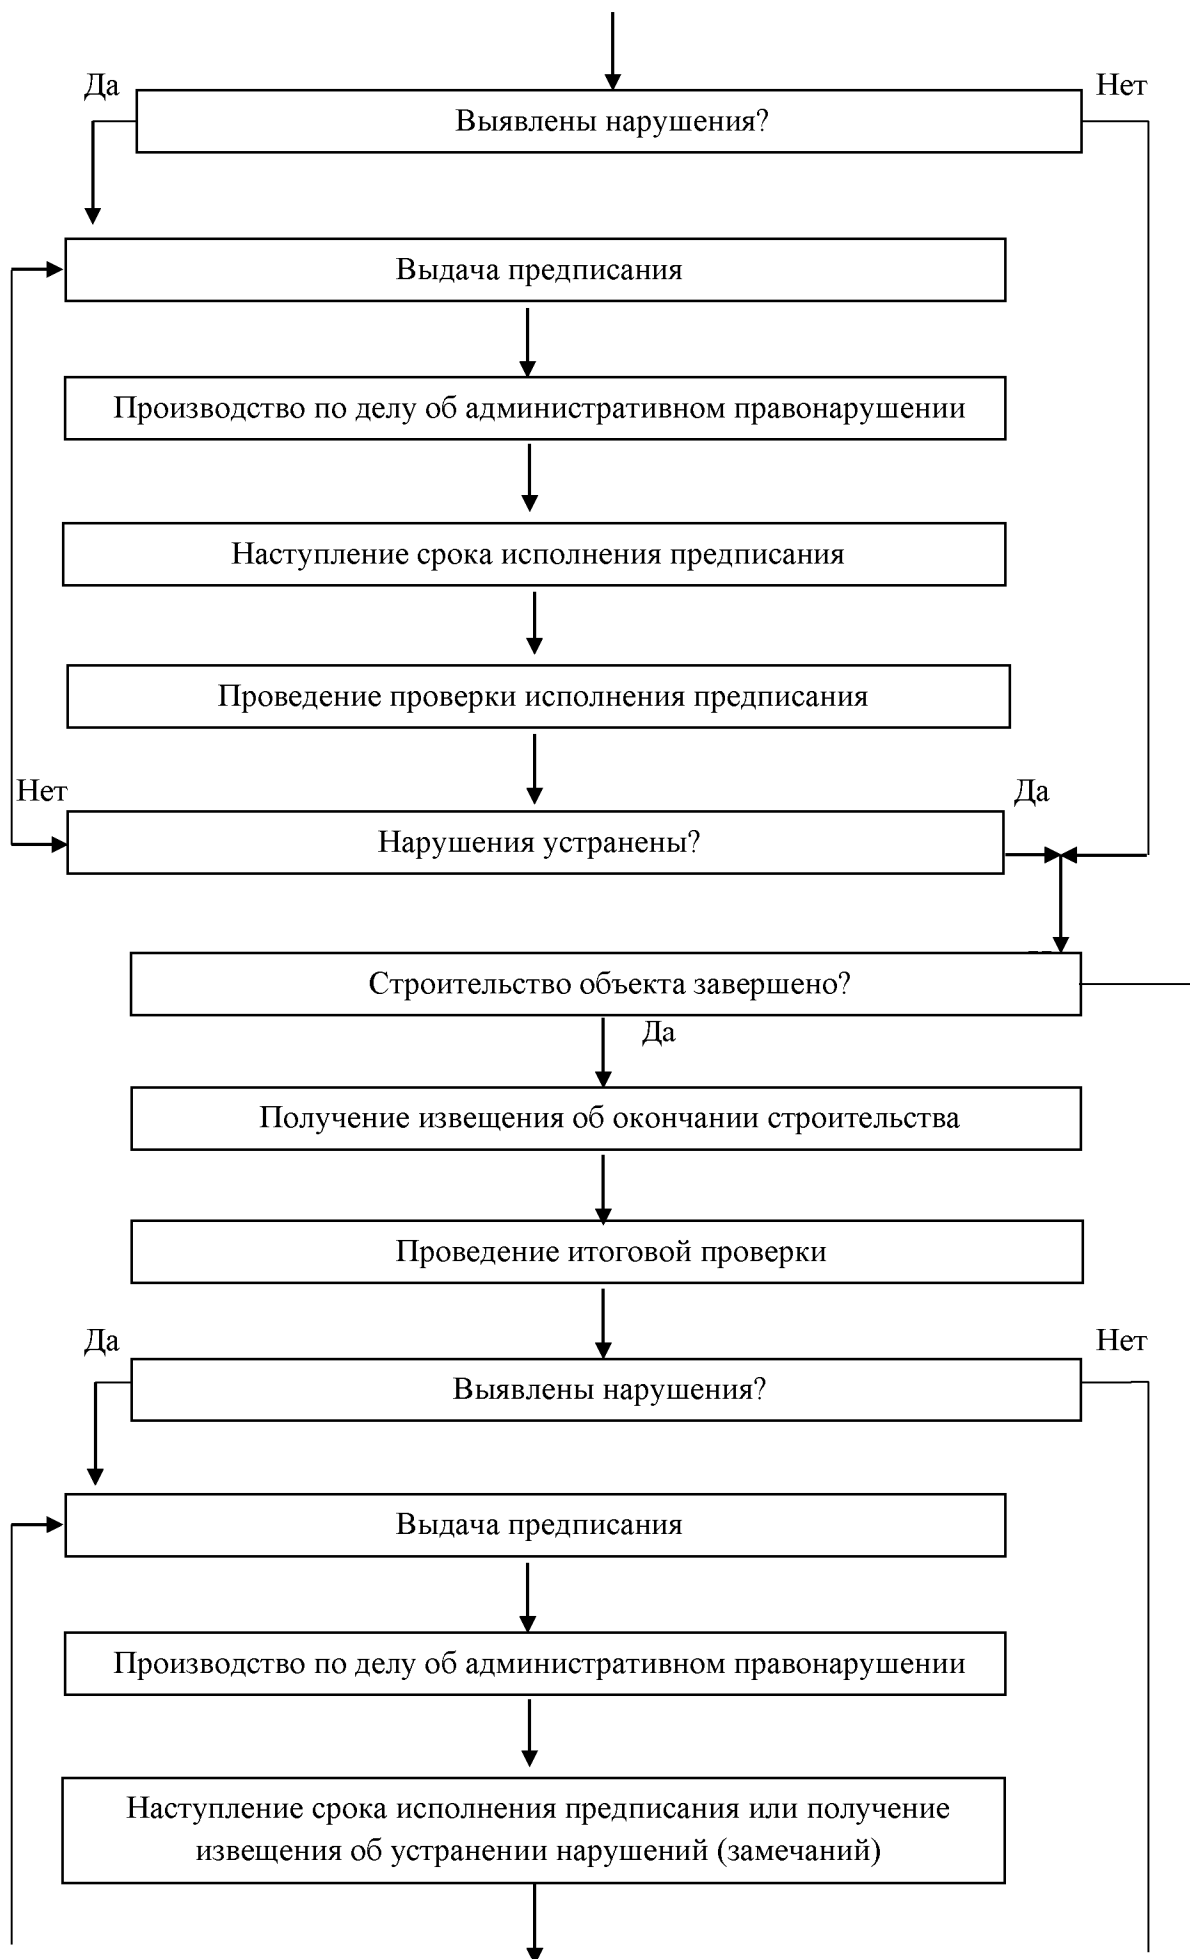 Да
Нет
Выявлены нарушения?
Выдача предписания
Производство по делу об административном правонарушении
Наступление срока исполнения предписания
Проведение проверки исполнения предписания
Нет
Да
Нарушения устранены?
Строительство объекта завершено?
Да
Получение извещения об окончании строительства
Проведение итоговой проверки
Да
Нет
Выявлены нарушения?
Выдача предписания
Производство по делу об административном правонарушении
Наступление срока исполнения предписания или получение
извещения об устранении нарушений (замечаний)